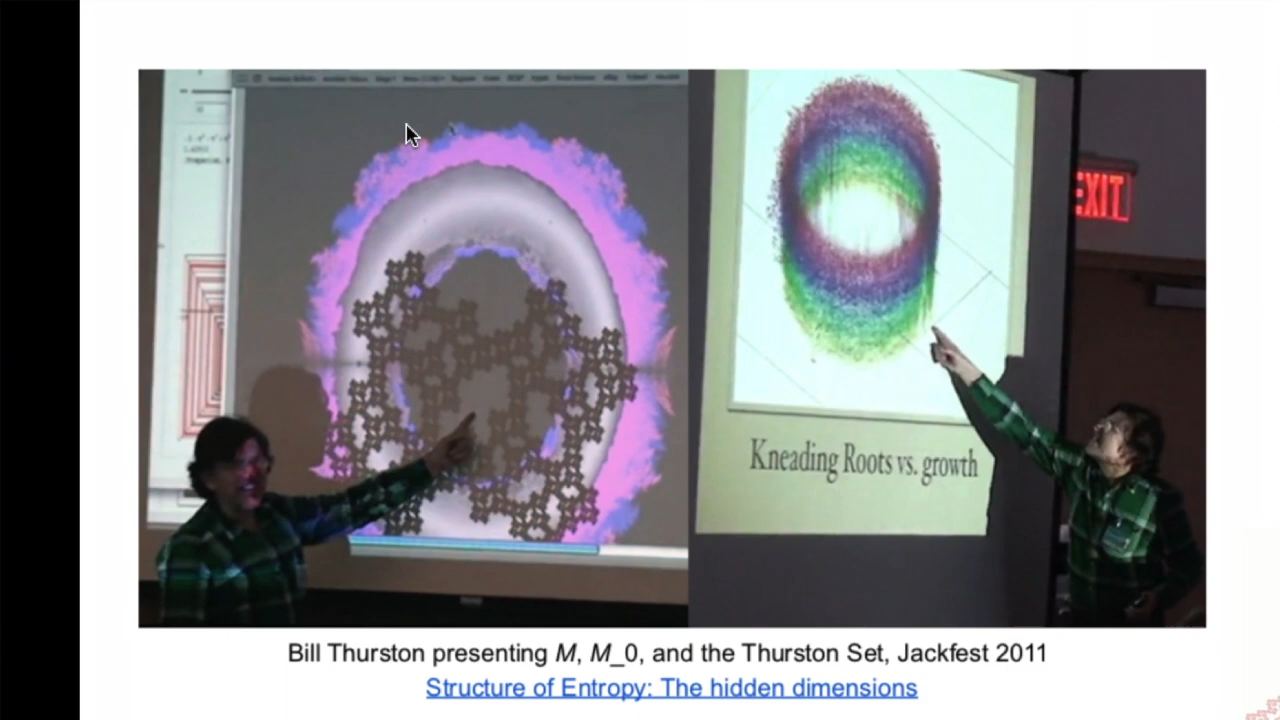 EXIT
Kneading Roots vs. growth
Bill Thurston presenting M, M_0, and the Thurston Set, Jackfest 2011
Structure of Entropy: The hidden dimensions